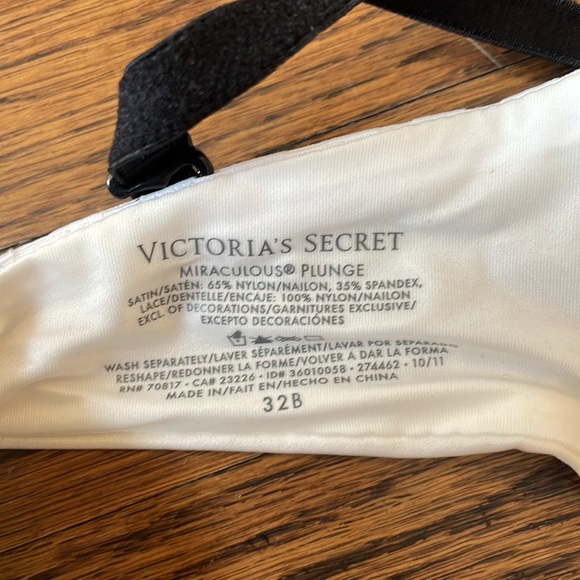 VICTORIA'S SECRET
MIRACULOUS® PLUNGE
SATIN/SATÉN: 65% NYLON/NAILON, 35% SPANDEX,
LACE/DENTELLE/ENCAJE: 100% NYLON/NAILON
EXCL. OF DECORATIONS/GARNITURES EXCLUSIVE/
EXCEPTO DECORACIÓNES
WASH SEPARATELY/LAVER SÉPARÉMENT/LAVAR POR SEPARADO
RESHAPE/REDONNER LA FORME/VOLVER Á DAR LA FORMA
RN# 70817 • CA# 23226 • ID# 36010058 • 274462 • 10/11
MADE IN/FAIT EN/HECHO EN CHINA
32B